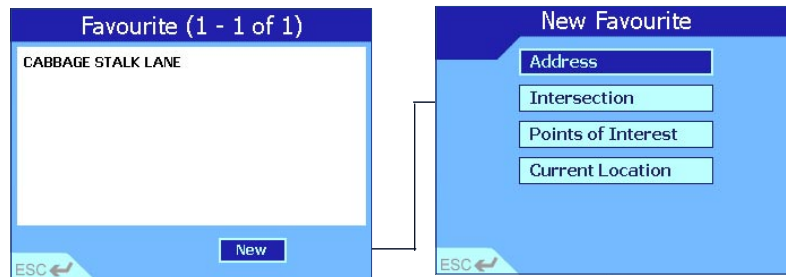 Favourite (1 - 1 of 1)
CABBAGE STALK LANE
New
ESC
New Favourite
Address
Intersection
Points of Interest
Current Location
ESC